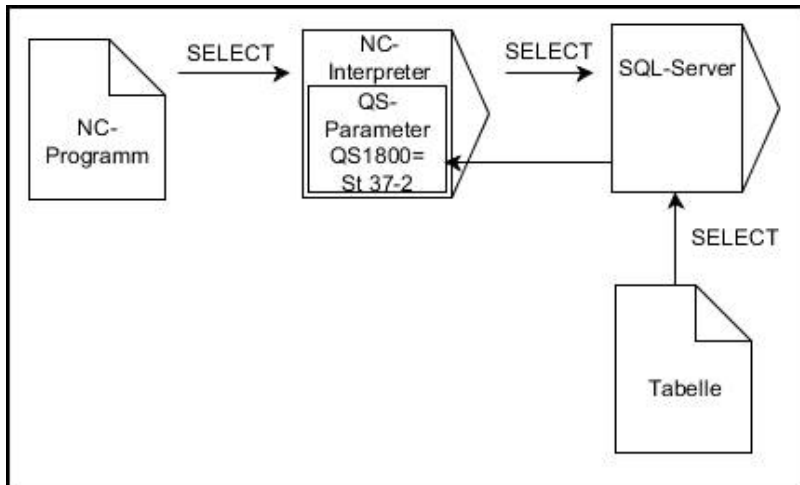 NC-
Programm
SELECT
NC-
Interpreter
QS-
Parameter
QS1800=
St 37-2
SELECT
SQL-Server
SELECT
Tabelle